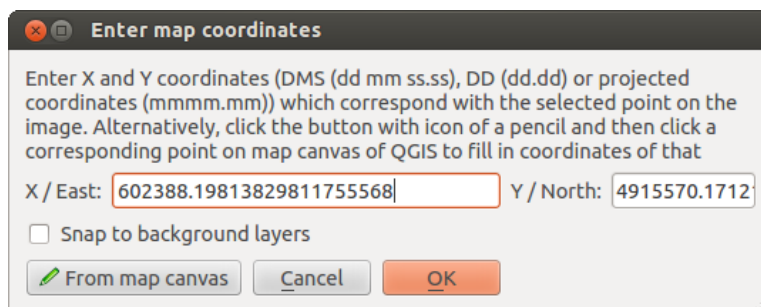 Enter map coordinates
Enter X and Y coordinates (DMS (dd mm ss.ss), DD (dd.dd) or projected
coordinates (mmmm.mm)) which correspond with the selected point on the
image. Alternatively, click the button with icon of a pencil and then click a
corresponding point on map canvas of QGIS to fill in coordinates of that
X / East: 602388.19813829811755568 Y / North: 4915570.1712
Snap to background layers
From map canvas Cancel OK